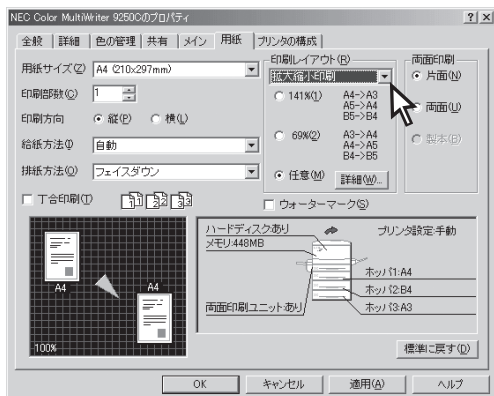 NEC Color MultiWriter 9250Cのプロパティ
全般 詳細 色の管理 共有 メイン 用紙 プリンタの構成
用紙サイズ(Z) A4 (210x297mm)
印刷部数(C) 1
印刷方向 縦(P) 横(L)
給紙方法(I) 自動
排紙方法(O) フェイスダウン
丁合印刷(T)
印刷レイアウト(R)
拡大縮小印刷
141%(1) A4->A3
A5->A4
B5->B4
69%(2) A3->A4
A4->A5
B4->B5
任意(M) 詳細(W)...
ウォーターマーク(S)
両面印刷
片面(N)
両面(U)
製本(B)
A4
A4
100%
ハードディスクあり プリンタ設定:手動
メモリ:448MB
ホッパ1:A4
ホッパ2:B4
両面印刷ユニットあり ホッパ3:A3
標準に戻す(D)
OK キャンセル 適用(A) ヘルプ